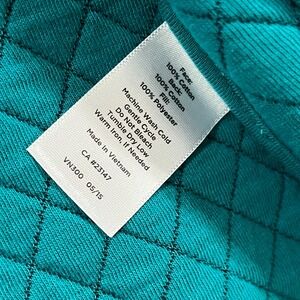 Face:
100% Cotton
Back:
100% Cotton
Fill:
100% Polyester
Machine Wash Cold
Gentle Cycle
Do Not Bleach
Tumble Dry Low
Warm Iron, If Needed
Made in Vietnam
CA #23147
VN300 05/15